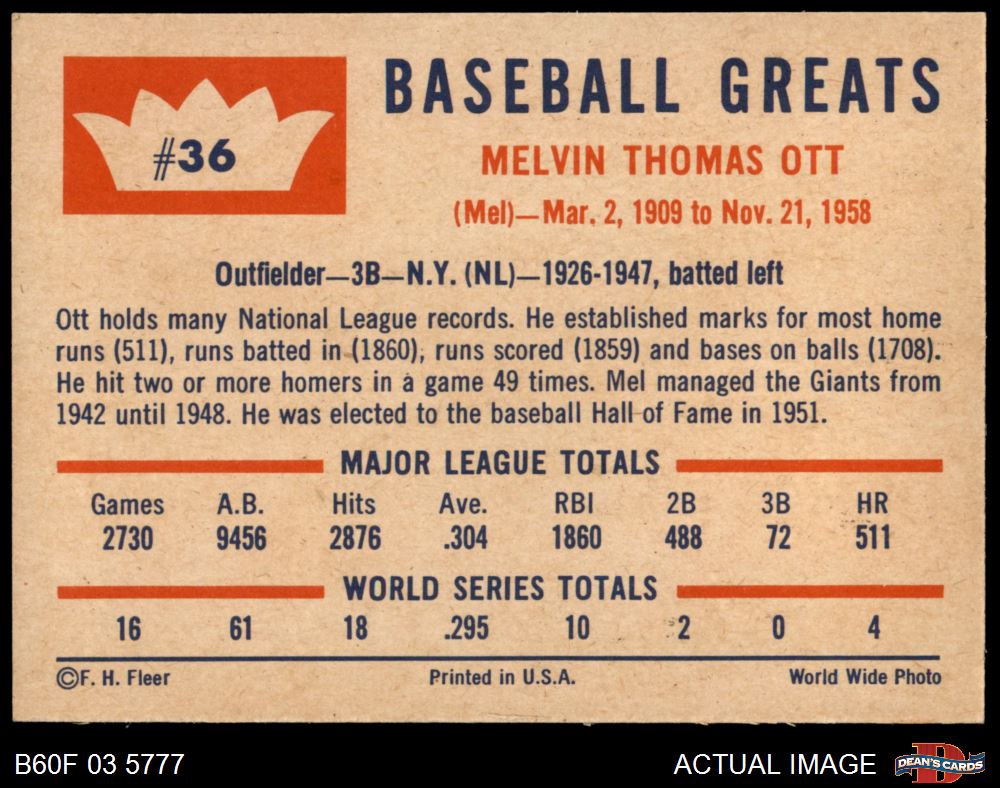 #36
BASEBALL GREATS
MELVIN THOMAS OTT
(Mel)—Mar. 2, 1909 to Nov. 21, 1958
Outfielder—3B—N.Y. (NL)—1926-1947, batted left
Ott holds many National League records. He established marks for most home
runs (511), runs batted in (1860), runs scored (1859) and bases on balls (1708).
He hit two or more homers in a game 49 times. Mel managed the Giants from
1942 until 1948. He was elected to the baseball Hall of Fame in 1951.
MAJOR LEAGUE TOTALS
Games A.B. Hits Ave. RBI 2B 3B HR
2730 9456 2876 .304 1860 488 72 511
WORLD SERIES TOTALS
16 61 18 .295 10 2 0 4
©F. H. Fleer Printed in U.S.A. World Wide Photo
B60F 03 5777 ACTUAL IMAGE D DEAN'S CARDS